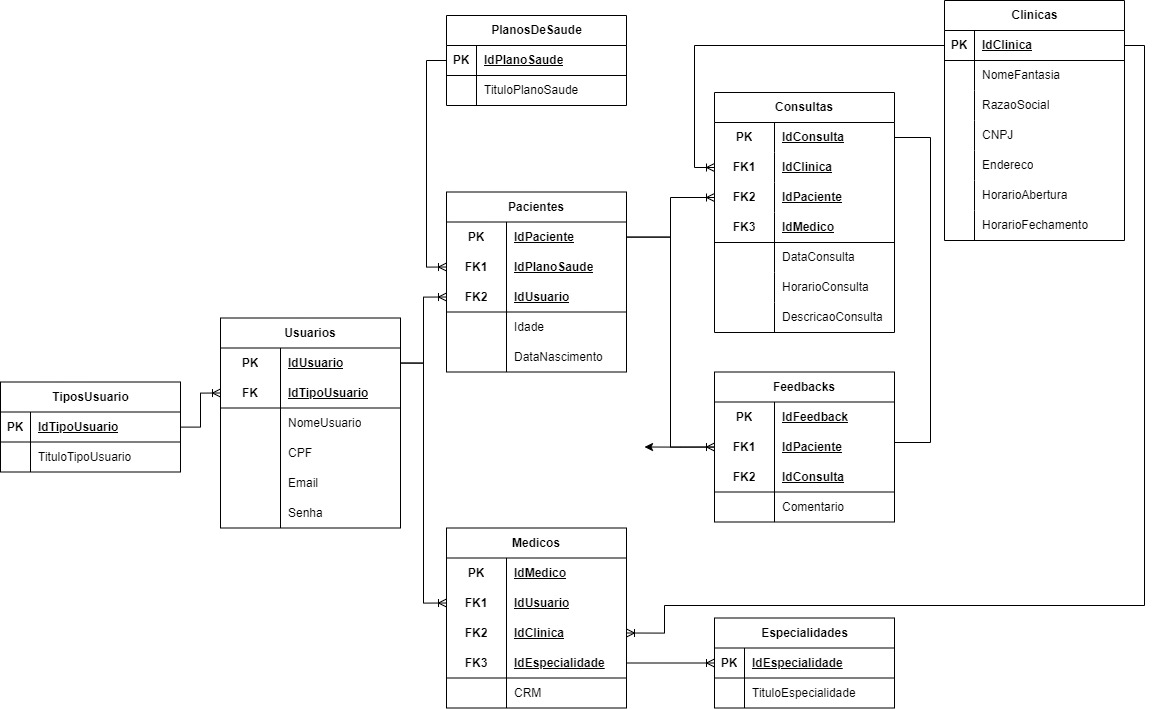 PlanosDeSaude
PK IdPlanoSaude
TituloPlanoSaude
Clinicas
PK IdClinica
NomeFantasia
RazaoSocial
CNPJ
Endereco
HorarioAbertura
HorarioFechamento
Consultas
PK IdConsulta
FK1 IdClinica
FK2 IdPaciente
FK3 IdMedico
DataConsulta
HorarioConsulta
DescricaoConsulta
Pacientes
PK IdPaciente
FK1 IdPlanoSaude
FK2 IdUsuario
Idade
DataNascimento
Usuarios
PK IdUsuario
FK IdTipoUsuario
NomeUsuario
CPF
Email
Senha
TiposUsuario
PK IdTipoUsuario
TituloTipoUsuario
Feedbacks
PK IdFeedback
FK1 IdPaciente
FK2 IdConsulta
Comentario
Medicos
PK IdMedico
FK1 IdUsuario
FK2 IdClinica
FK3 IdEspecialidade
CRM
Especialidades
PK IdEspecialidade
TituloEspecialidade